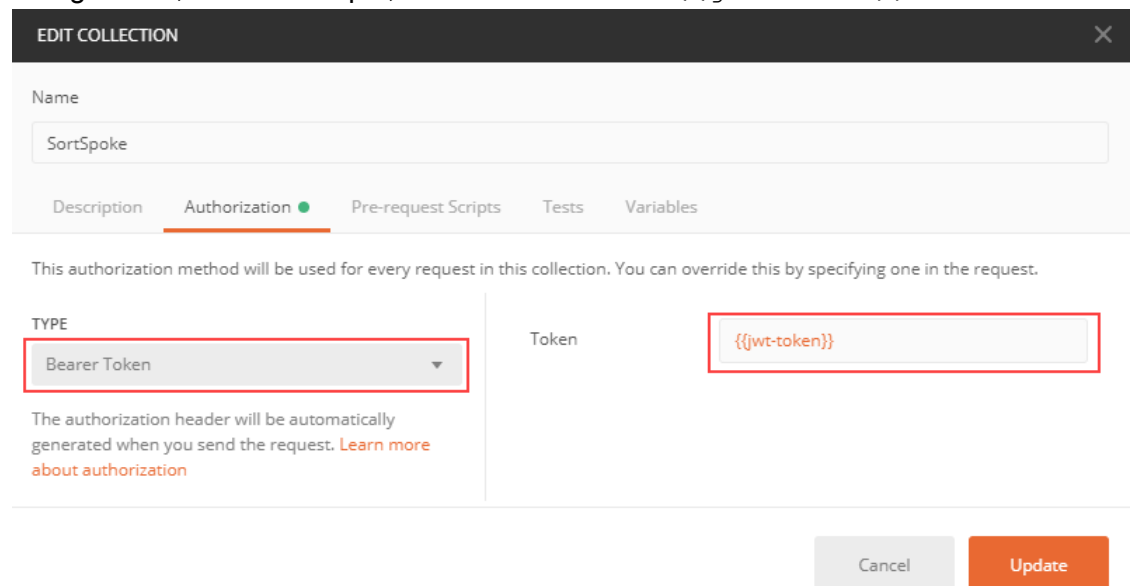 EDIT COLLECTION
Name
SortSpoke
Description Authorization Pre-request Scripts Tests Variables
This authorization method will be used for every request in this collection. You can override this by specifying one in the request.
TYPE
Bearer Token
Token
{{jwt-token}}
The authorization header will be automatically
generated when you send the request. Learn more
about authorization
Cancel Update